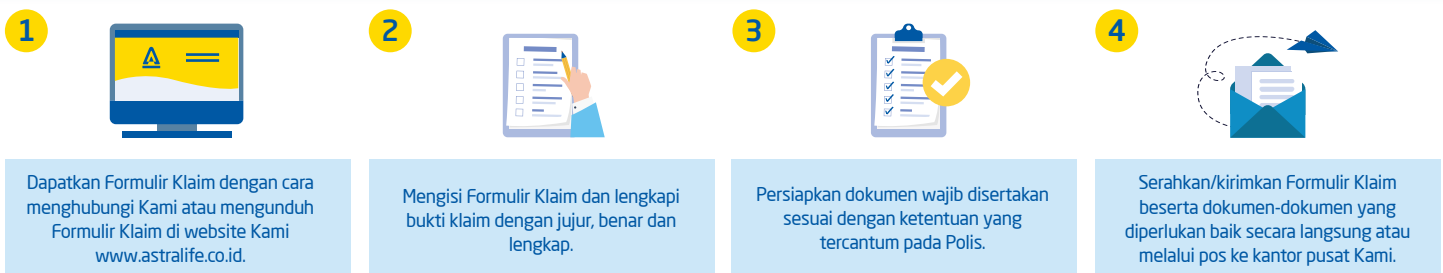 1
Dapatkan Formulir Klaim dengan cara
menghubungi Kami atau mengunduh
Formulir Klaim di website Kami
www.astralife.co.id.
2
Mengisi Formulir Klaim dan lengkapi
bukti klaim dengan jujur, benar dan
lengkap.
3
Persiapkan dokumen wajib disertakan
sesuai dengan ketentuan yang
tercantum pada Polis.
4
Serahkan/kirimkan Formulir Klaim
beserta dokumen-dokumen yang
diperlukan baik secara langsung atau
melalui pos ke kantor pusat Kami.